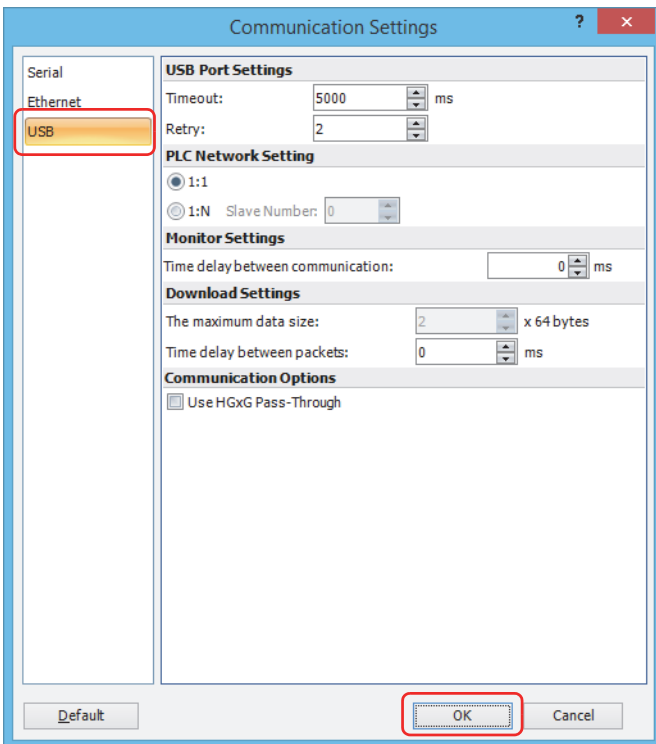 Communication Settings ? ×
Serial
Ethernet
USB
USB Port Settings
Timeout: 5000 ms
Retry: 2
PLC Network Setting
1:1
1:N Slave Number: 0
Monitor Settings
Time delay between communication: 0 ms
Download Settings
The maximum data size: 2 x 64 bytes
Time delay between packets: 0 ms
Communication Options
Use HGxG Pass-Through
Default OK Cancel